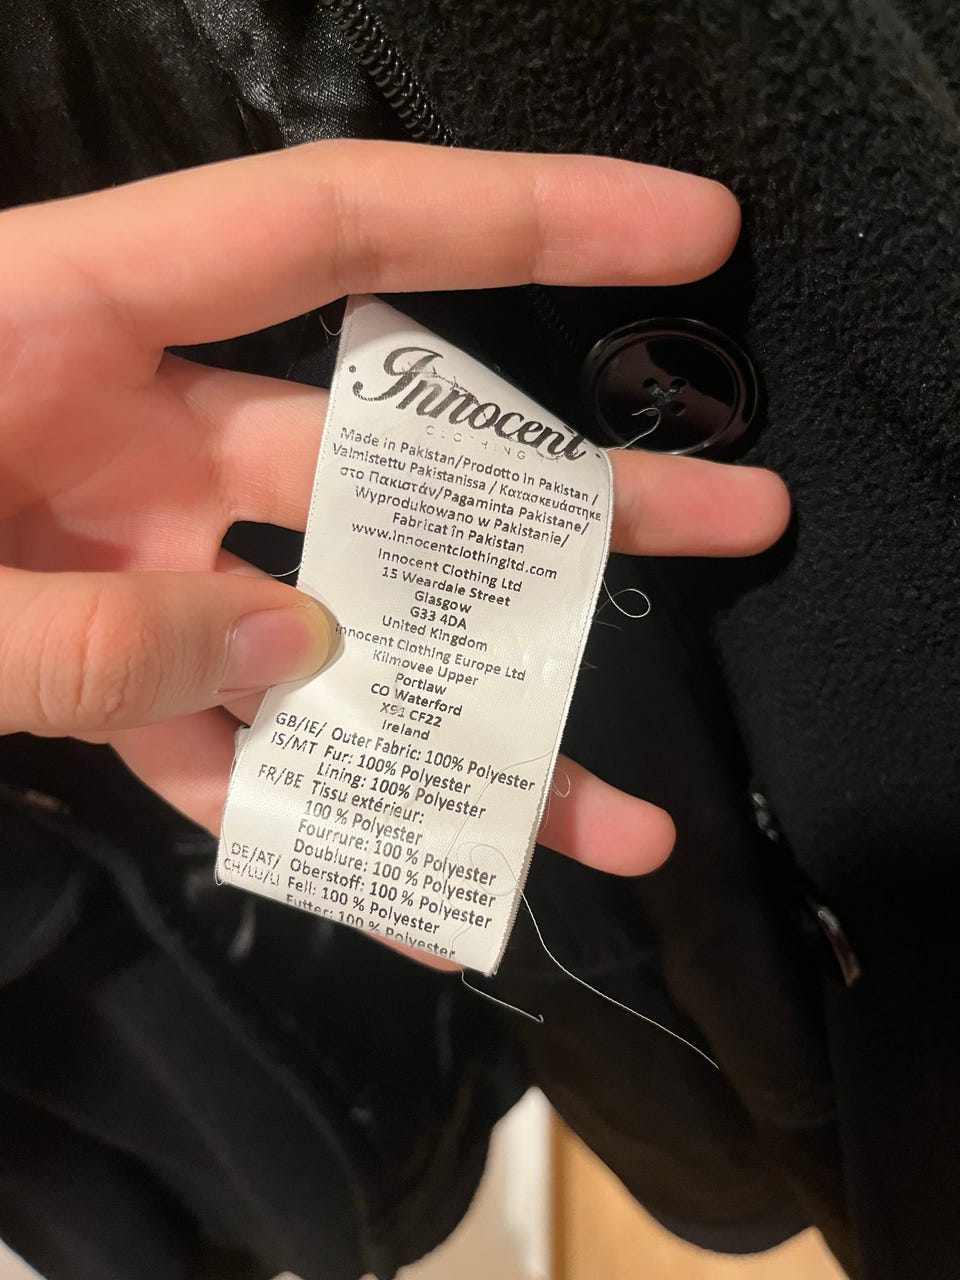 Innocent
CLOTHING
Made in Pakistan/Prodotto in Pakistan /
Valmistettu Pakistanissa / Κατασκευάστηκε
στο Πακιστάν/Pagaminta Pakistane/
Wyprodukowano w Pakistanie/
Fabricat în Pakistan
www.Innocentclothingltd.com
Innocent Clothing Ltd
15 Weardale Street
Glasgow
G33 4DA
United Kingdom
Innocent Clothing Europe Ltd
Kilmovee Upper
Portlaw
CO Waterford
X91 CF22
Ireland
GB/IE/ Outer Fabric: 100% Polyester
IS/MT Fur: 100% Polyester
Lining: 100% Polyester
FR/BE Tissu extérieur:
100 % Polyester
Fourrure: 100 % Polyester
Doublure: 100 % Polyester
DE/AT/ Oberstoff: 100 % Polyester
CH/LU/LI Fell: 100 % Polyester
Futter: 100 % Polyester